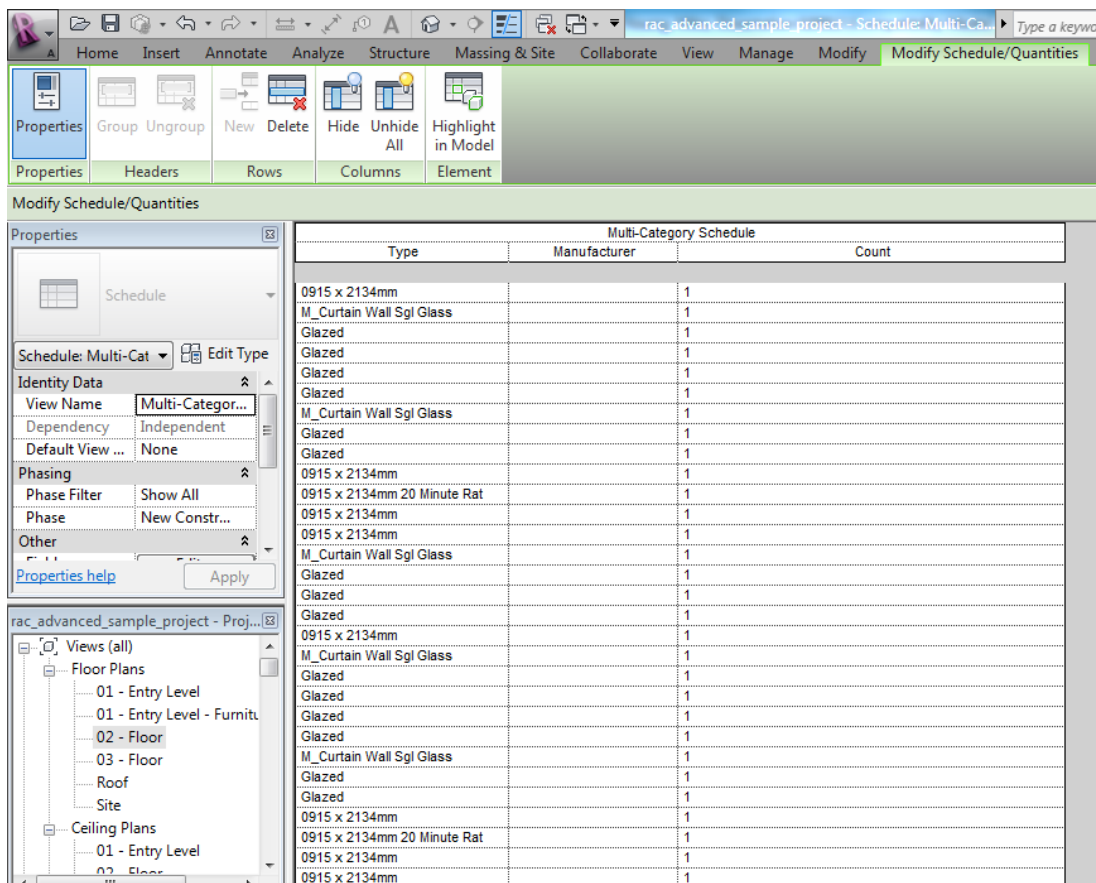 rac_advanced_sample_project - Schedule: Multi-Ca... Type a keywo
Home Insert Annotate Analyze Structure Massing & Site Collaborate View Manage Modify Modify Schedule/Quantities
Properties Group Ungroup New Delete Hide Unhide All Highlight in Model
Properties Headers Rows Columns Element
Modify Schedule/Quantities
Properties
Schedule
Schedule: Multi-Cat Edit Type
Identity Data
View Name Multi-Categor...
Dependency Independent
Default View ... None
Phasing
Phase Filter Show All
Phase New Constr...
Other
Properties help Apply
rac_advanced_sample_project - Proj...
Views (all)
Floor Plans
01 - Entry Level
01 - Entry Level - Furnitu
02 - Floor
03 - Floor
Roof
Site
Ceiling Plans
01 - Entry Level
02 - Floor
Multi-Category Schedule
Type Manufacturer Count
0915 x 2134mm 1
M_Curtain Wall Sgl Glass 1
Glazed 1
Glazed 1
Glazed 1
Glazed 1
M_Curtain Wall Sgl Glass 1
Glazed 1
Glazed 1
0915 x 2134mm 1
0915 x 2134mm 20 Minute Rat 1
0915 x 2134mm 1
0915 x 2134mm 1
M_Curtain Wall Sgl Glass 1
Glazed 1
Glazed 1
Glazed 1
0915 x 2134mm 1
M_Curtain Wall Sgl Glass 1
Glazed 1
Glazed 1
Glazed 1
Glazed 1
M_Curtain Wall Sgl Glass 1
Glazed 1
Glazed 1
0915 x 2134mm 1
0915 x 2134mm 20 Minute Rat 1
0915 x 2134mm 1
0915 x 2134mm 1